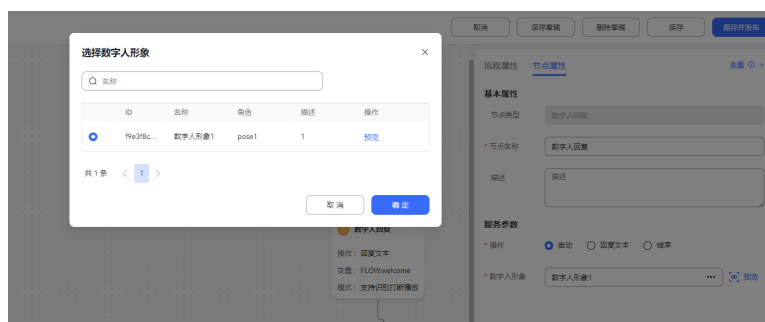 取消 保存草稿 删除草稿 保存 保存并发布
选择数字人形象
名称
ID 名称 角色 描述 操作
f9e3f8c... 数字人形象1 pose1 1 预览
共 1 条 < 1 >
取 消 确 定
数字人回复
操作： 回复文本
变量： FLOW.welcome
模式： 支持识别打断播放
流程属性 节点属性 变量 >
基本属性
节点类型 数字人回复
* 节点名称 数字人回复
描述 描述
服务参数
* 操作 启动 回复文本 结束
* 数字人形象 数字人形象1 ••• 预览